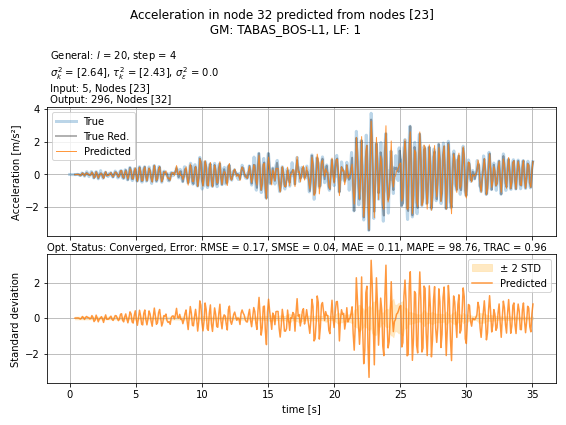 Acceleration in node 32 predicted from nodes [23]
GM: TABAS_BOS-L1, LF: 1
General: l = 20, step = 4
σ²ₖ = [2.64], τ²ₖ = [2.43], σ²ε = 0.0
Input: 5, Nodes [23]
Output: 296, Nodes [32]
Acceleration [m/s²]
4
2
0
−2
True
True Red.
Predicted
Opt. Status: Converged, Error: RMSE = 0.17, SMSE = 0.04, MAE = 0.11, MAPE = 98.76, TRAC = 0.96
Standard deviation
2
0
−2
± 2 STD
Predicted
0 5 10 15 20 25 30 35
time [s]